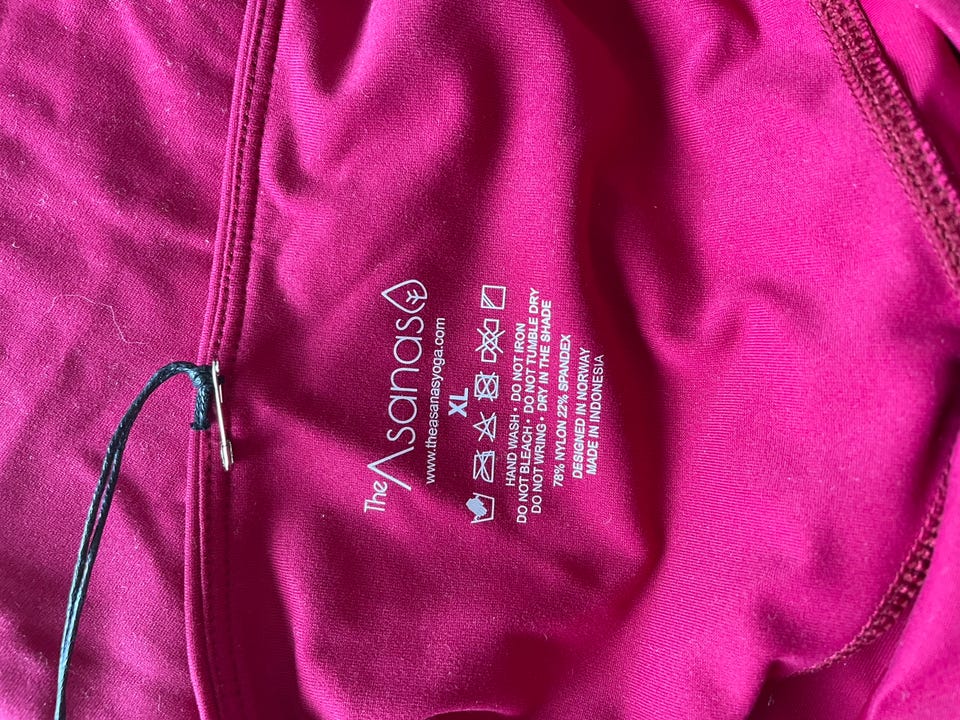 The Asanas
www.theasanasyoga.com
XL
HAND WASH • DO NOT IRON
DO NOT BLEACH • DO NOT TUMBLE DRY
DO NOT WRING • DRY IN THE SHADE
78% NYLON 22% SPANDEX
DESIGNED IN NORWAY
MADE IN INDONESIA